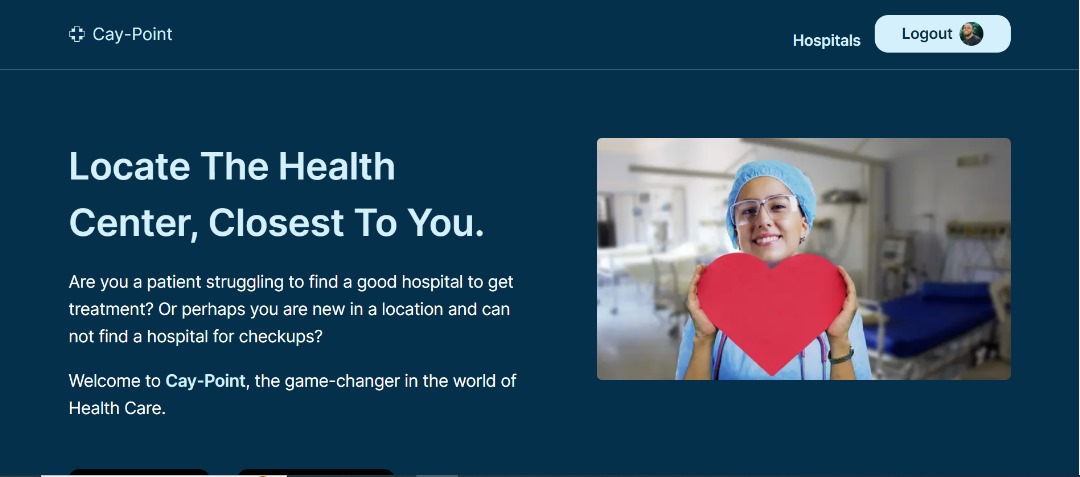 Cay-Point
Hospitals
Logout
Locate The Health
Center, Closest To You.
Are you a patient struggling to find a good hospital to get
treatment? Or perhaps you are new in a location and can
not find a hospital for checkups?
Welcome to Cay-Point, the game-changer in the world of
Health Care.